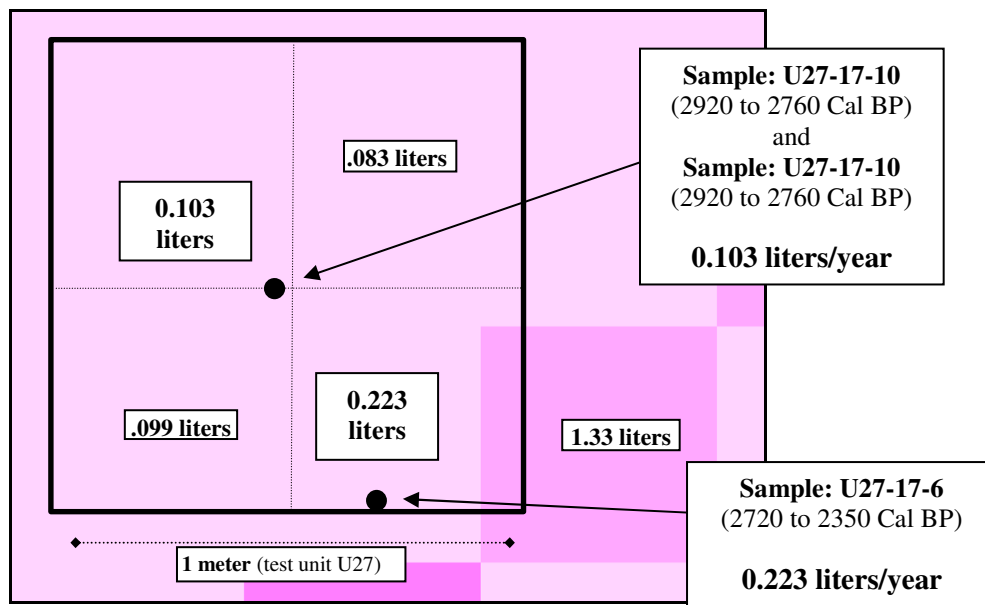 Sample: U27-17-10
(2920 to 2760 Cal BP)
and
Sample: U27-17-10
(2920 to 2760 Cal BP)
0.103 liters/year
.083 liters
0.103
liters
0.223
liters
.099 liters
1.33 liters
Sample: U27-17-6
(2720 to 2350 Cal BP)
0.223 liters/year
1 meter (test unit U27)